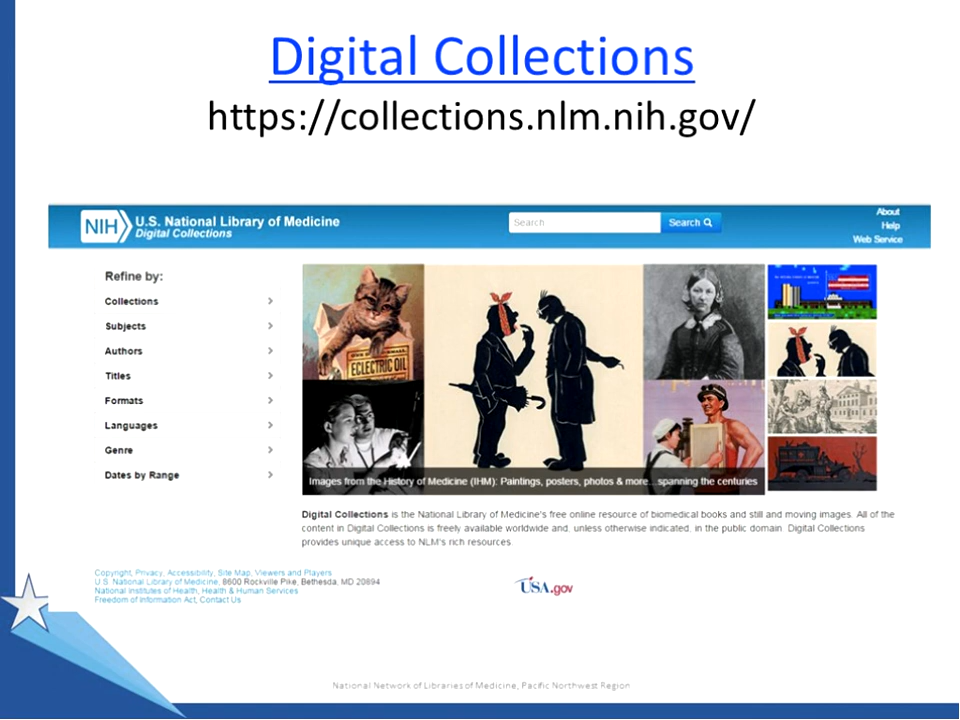 Digital Collections
https://collections.nlm.nih.gov/
NIH
U.S. National Library of Medicine
Digital Collections
Search
Search
About
Help
Web Service
Refine by:
Collections
Subjects
Authors
Titles
Formats
Languages
Genre
Dates by Range
ECLECTRIC OIL
Images from the History of Medicine (IHM): Paintings, posters, photos & more...spanning the centuries
Digital Collections is the National Library of Medicine's free online resource of biomedical books and still and moving images. All of the
content in Digital Collections is freely available worldwide and, unless otherwise indicated, in the public domain. Digital Collections
provides unique access to NLM's rich resources.
Copyright, Privacy, Accessibility, Site Map, Viewers and Players
U.S. National Library of Medicine, 8600 Rockville Pike, Bethesda, MD 20894
National Institutes of Health, Health & Human Services
Freedom of Information Act, Contact Us
USA.gov
National Network of Libraries of Medicine, Pacific Northwest Region